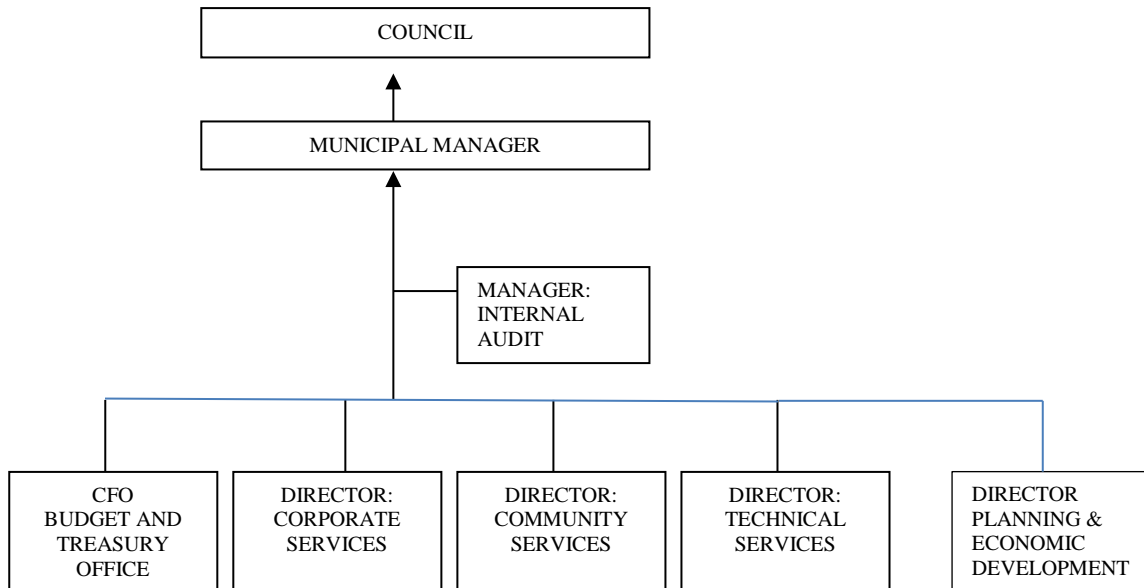 COUNCIL
MUNICIPAL MANAGER
MANAGER:
INTERNAL
AUDIT
CFO
BUDGET AND
TREASURY
OFFICE
DIRECTOR:
CORPORATE
SERVICES
DIRECTOR:
COMMUNITY
SERVICES
DIRECTOR:
TECHNICAL
SERVICES
DIRECTOR
PLANNING &
ECONOMIC
DEVELOPMENT